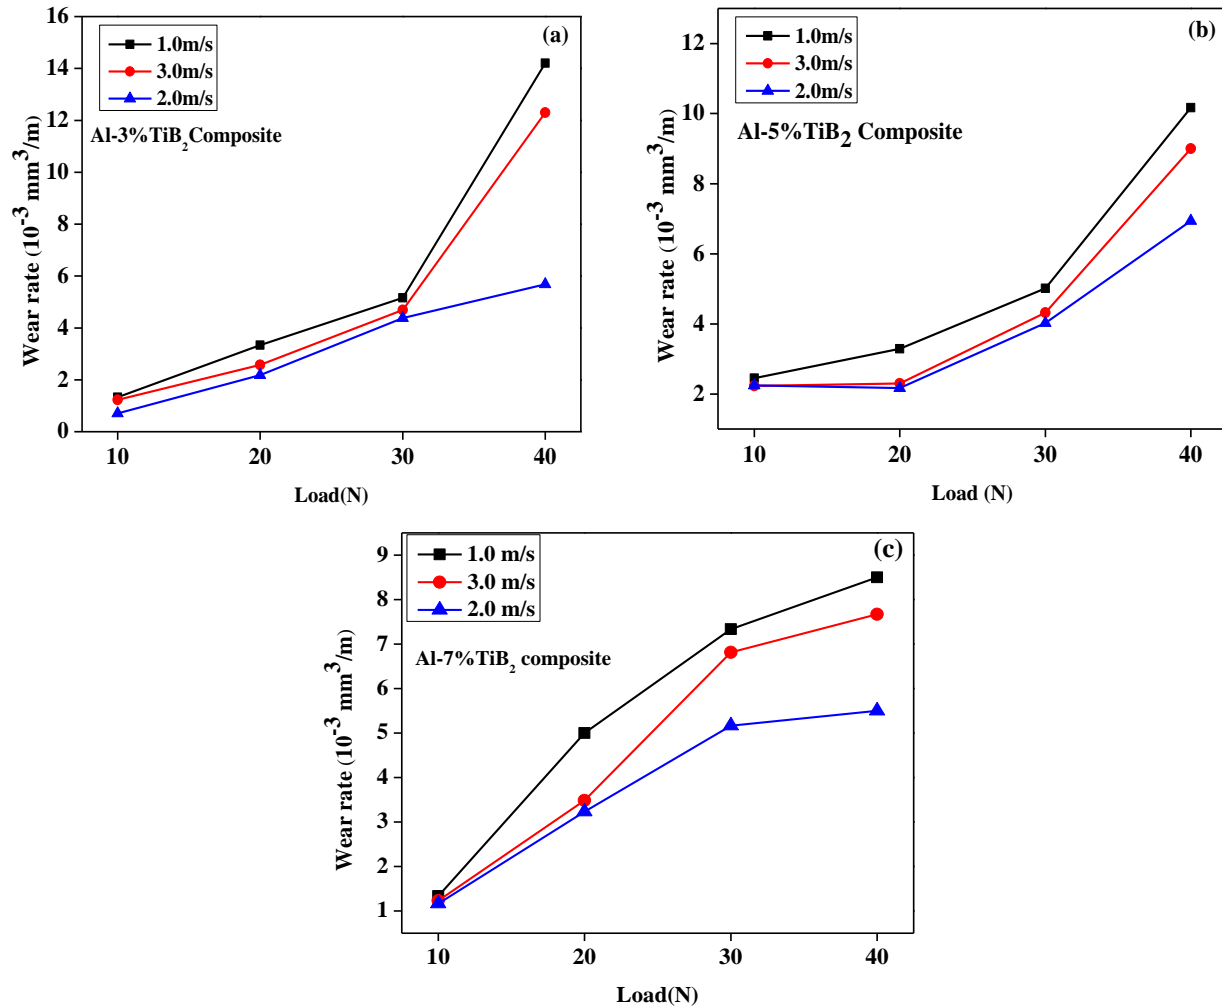 (a)
1.0m/s
3.0m/s
2.0m/s
Al-3%TiB2Composite
Wear rate (10-3 mm3/m)
16
14
12
10
8
6
4
2
0
10 20 30 40
Load(N)
(b)
1.0m/s
3.0m/s
2.0m/s
Al-5%TiB2 Composite
Wear rate (10-3 mm3/m)
12
10
8
6
4
2
10 20 30 40
Load (N)
(c)
1.0 m/s
3.0 m/s
2.0 m/s
Al-7%TiB2 composite
Wear rate (10-3 mm3/m)
9
8
7
6
5
4
3
2
1
10 20 30 40
Load(N)